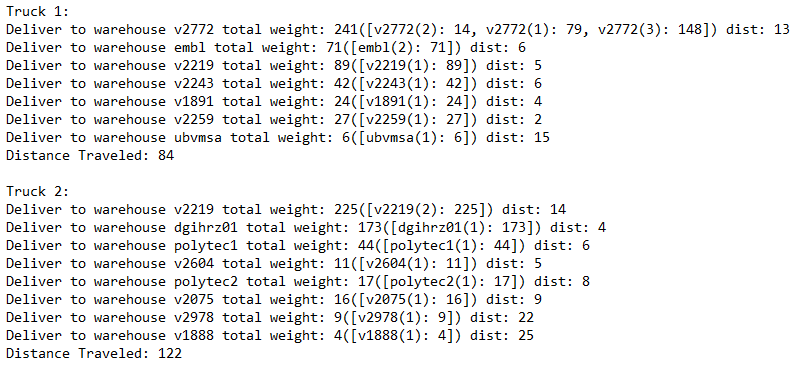 Truck 1:
Deliver to warehouse v2772 total weight: 241([v2772(2): 14, v2772(1): 79, v2772(3): 148]) dist: 13
Deliver to warehouse embl total weight: 71([embl(2): 71]) dist: 6
Deliver to warehouse v2219 total weight: 89([v2219(1): 89]) dist: 5
Deliver to warehouse v2243 total weight: 42([v2243(1): 42]) dist: 6
Deliver to warehouse v1891 total weight: 24([v1891(1): 24]) dist: 4
Deliver to warehouse v2259 total weight: 27([v2259(1): 27]) dist: 2
Deliver to warehouse ubvmsa total weight: 6([ubvmsa(1): 6]) dist: 15
Distance Traveled: 84
Truck 2:
Deliver to warehouse v2219 total weight: 225([v2219(2): 225]) dist: 14
Deliver to warehouse dgihrz01 total weight: 173([dgihrz01(1): 173]) dist: 4
Deliver to warehouse polytec1 total weight: 44([polytec1(1): 44]) dist: 6
Deliver to warehouse v2604 total weight: 11([v2604(1): 11]) dist: 5
Deliver to warehouse polytec2 total weight: 17([polytec2(1): 17]) dist: 8
Deliver to warehouse v2075 total weight: 16([v2075(1): 16]) dist: 9
Deliver to warehouse v2978 total weight: 9([v2978(1): 9]) dist: 22
Deliver to warehouse v1888 total weight: 4([v1888(1): 4]) dist: 25
Distance Traveled: 122